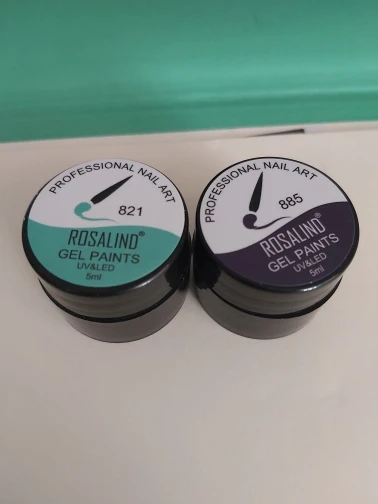 PROFESSIONAL NAIL ART
821
ROSALIND®
GEL PAINTS
UV&LED
5ml
PROFESSIONAL NAIL ART
885
ROSALIND®
GEL PAINTS
UV&LED
5ml